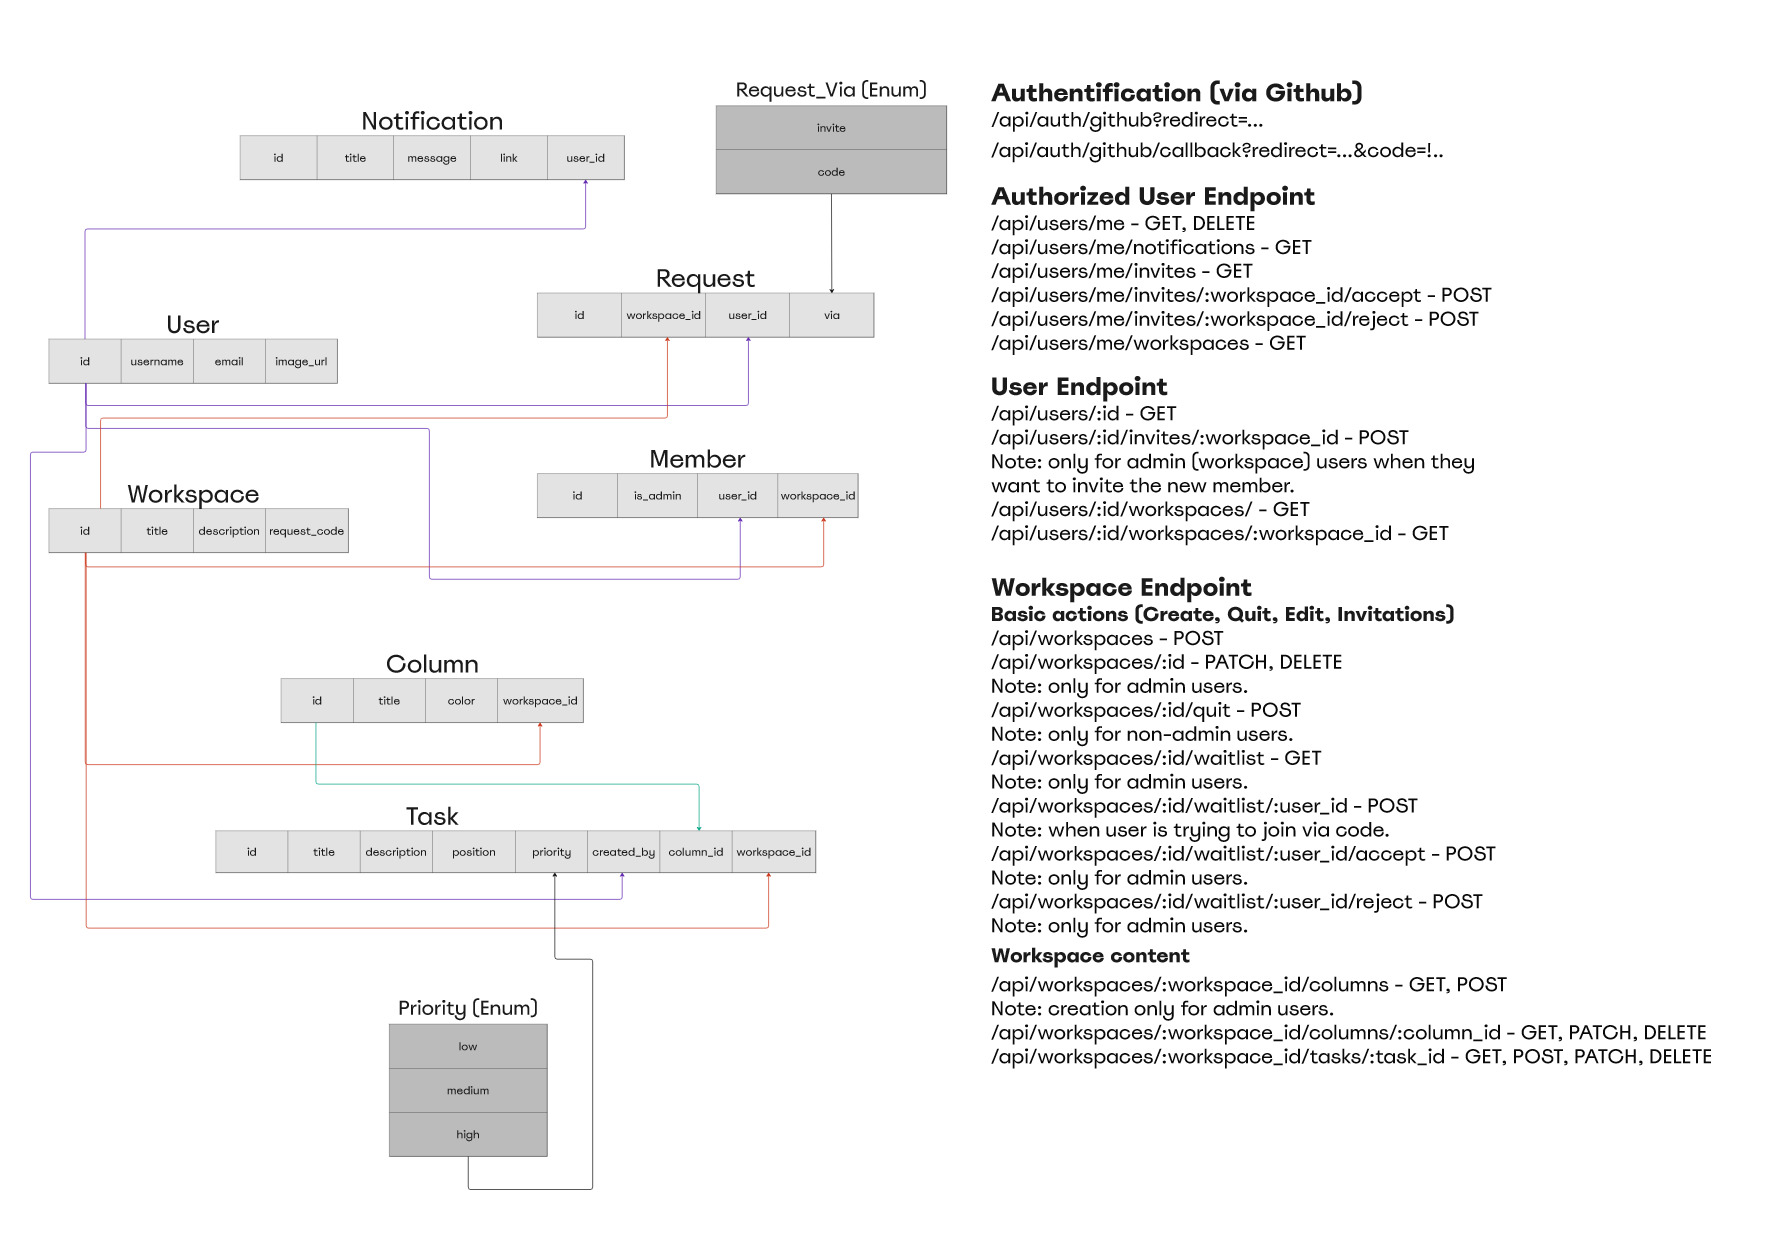 Notification
id title message link user_id
Request_Via (Enum)
invite
code
Request
id workspace_id user_id via
User
id username email image_url
Member
id is_admin user_id workspace_id
Workspace
id title description request_code
Column
id title color workspace_id
Task
id title description position priority created_by column_id workspace_id
Priority (Enum)
low
medium
high
Authentification (via Github)
/api/auth/github?redirect=...
/api/auth/github/callback?redirect=...&code=!..
Authorized User Endpoint
/api/users/me - GET, DELETE
/api/users/me/notifications - GET
/api/users/me/invites - GET
/api/users/me/invites/:workspace_id/accept - POST
/api/users/me/invites/:workspace_id/reject - POST
/api/users/me/workspaces - GET
User Endpoint
/api/users/:id - GET
/api/users/:id/invites/:workspace_id - POST
Note: only for admin (workspace) users when they
want to invite the new member.
/api/users/:id/workspaces/ - GET
/api/users/:id/workspaces/:workspace_id - GET
Workspace Endpoint
Basic actions (Create, Quit, Edit, Invitations)
/api/workspaces - POST
/api/workspaces/:id - PATCH, DELETE
Note: only for admin users.
/api/workspaces/:id/quit - POST
Note: only for non-admin users.
/api/workspaces/:id/waitlist - GET
Note: only for admin users.
/api/workspaces/:id/waitlist/:user_id - POST
Note: when user is trying to join via code.
/api/workspaces/:id/waitlist/:user_id/accept - POST
Note: only for admin users.
/api/workspaces/:id/waitlist/:user_id/reject - POST
Note: only for admin users.
Workspace content
/api/workspaces/:workspace_id/columns - GET, POST
Note: creation only for admin users.
/api/workspaces/:workspace_id/columns/:column_id - GET, PATCH, DELETE
/api/workspaces/:workspace_id/tasks/:task_id - GET, POST, PATCH, DELETE